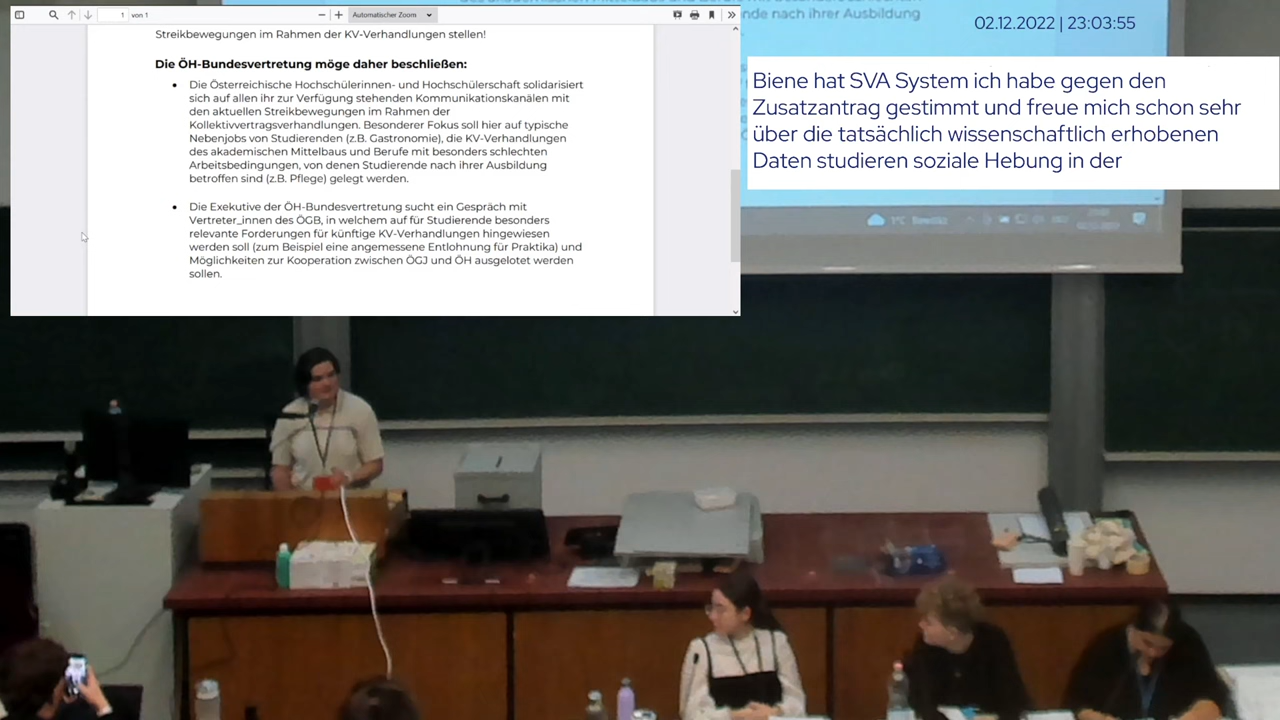 1 von 1
Automatischer Zoom
Streikbewegungen im Rahmen der KV-Verhandlungen stellen!
Die ÖH-Bundesvertretung möge daher beschließen:
• Die Österreichische Hochschülerinnen- und Hochschülerschaft solidarisiert
sich auf allen ihr zur Verfügung stehenden Kommunikationskanälen mit
den aktuellen Streikbewegungen im Rahmen der
Kollektivvertragsverhandlungen. Besonderer Fokus soll hier auf typische
Nebenjobs von Studierenden (z.B. Gastronomie), die KV-Verhandlungen
des akademischen Mittelbaus und Berufe mit besonders schlechten
Arbeitsbedingungen, von denen Studierende nach ihrer Ausbildung
betroffen sind (z.B. Pflege) gelegt werden.
• Die Exekutive der ÖH-Bundesvertretung sucht ein Gespräch mit
Vertreter_innen des ÖGB, in welchem auf für Studierende besonders
relevante Forderungen für künftige KV-Verhandlungen hingewiesen
werden soll (zum Beispiel eine angemessene Entlohnung für Praktika) und
Möglichkeiten zur Kooperation zwischen ÖGJ und ÖH ausgelotet werden
sollen.
nde nach ihrer Ausbildung
02.12.2022 | 23:03:55
Biene hat SVA System ich habe gegen den
Zusatzantrag gestimmt und freue mich schon sehr
über die tatsächlich wissenschaftlich erhobenen
Daten studieren soziale Hebung in der